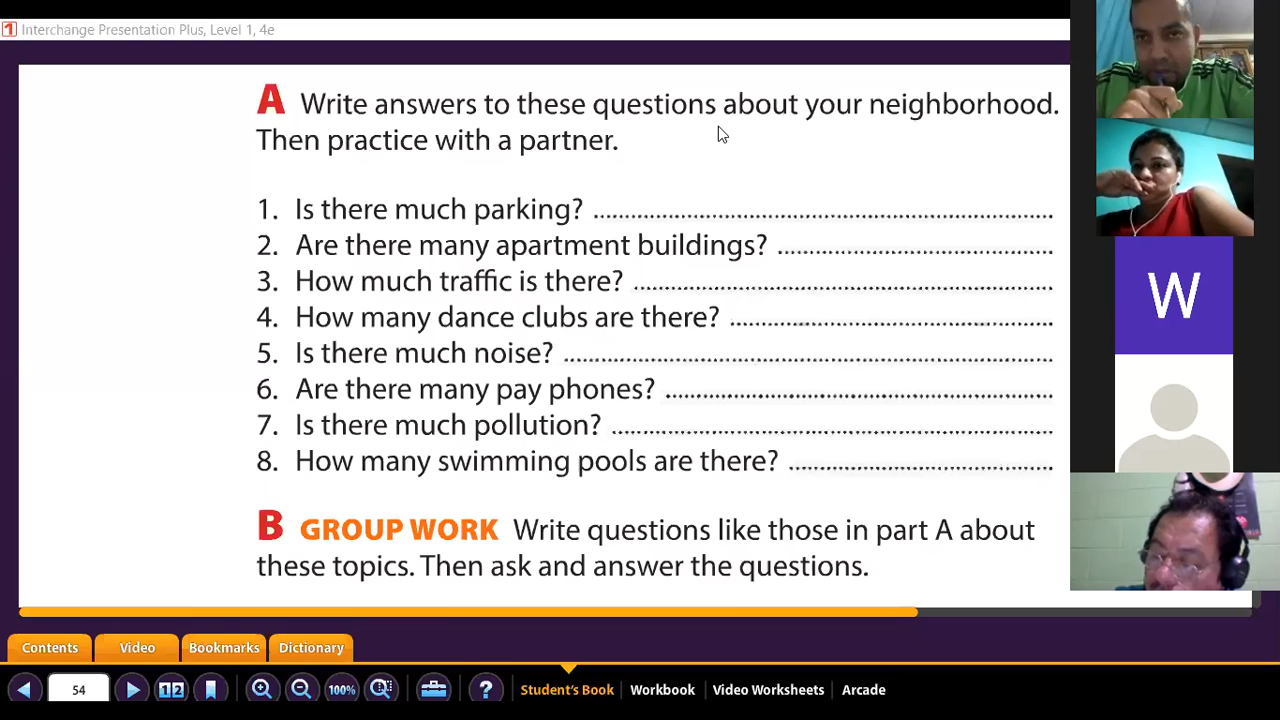 Interchange Presentation Plus, Level 1, 4e
A Write answers to these questions about your neighborhood.
Then practice with a partner.
1. Is there much parking? ........................................
2. Are there many apartment buildings? ........................................
3. How much traffic is there? ........................................
4. How many dance clubs are there? ........................................
5. Is there much noise? ........................................
6. Are there many pay phones? ........................................
7. Is there much pollution? ........................................
8. How many swimming pools are there? ........................................
B GROUP WORK Write questions like those in part A about
these topics. Then ask and answer the questions.
W
Contents Video Bookmarks Dictionary
54 12 100% ? Student's Book Workbook Video Worksheets Arcade